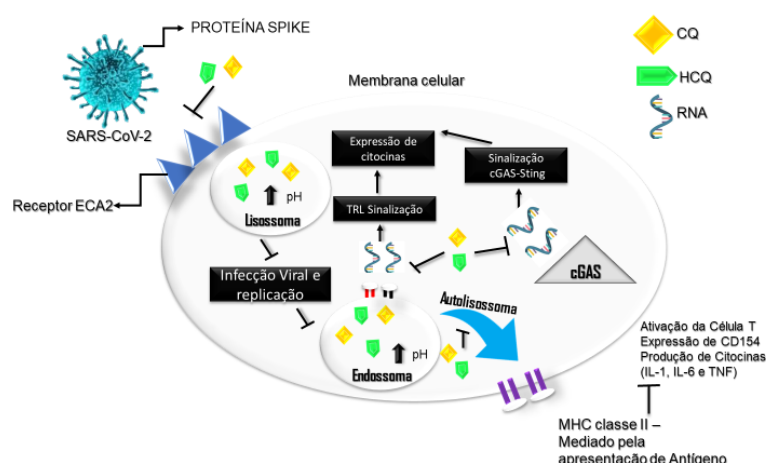 PROTEÍNA SPIKE
CQ
HCQ
RNA
SARS-CoV-2
Membrana celular
Receptor ECA2
Expressão de
citocinas
Sinalização
cGAS-Sting
pH
Lisossoma
TRL Sinalização
Infecção Viral e
replicação
cGAS
Autolisossoma
pH
Endossoma
Ativação da Célula T
Expressão de CD154
Produção de Citocinas
(IL-1, IL-6 e TNF)
MHC classe II –
Mediado pela
apresentação de Antígeno